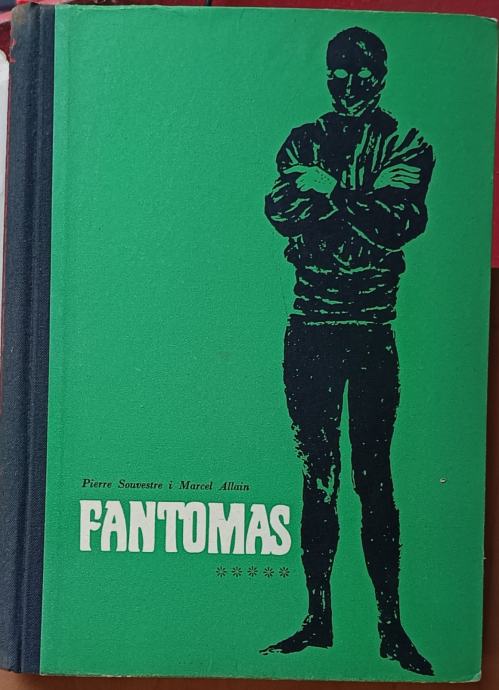 Pierre Souvestre i Marcel Allain
FANTOMAS
*****